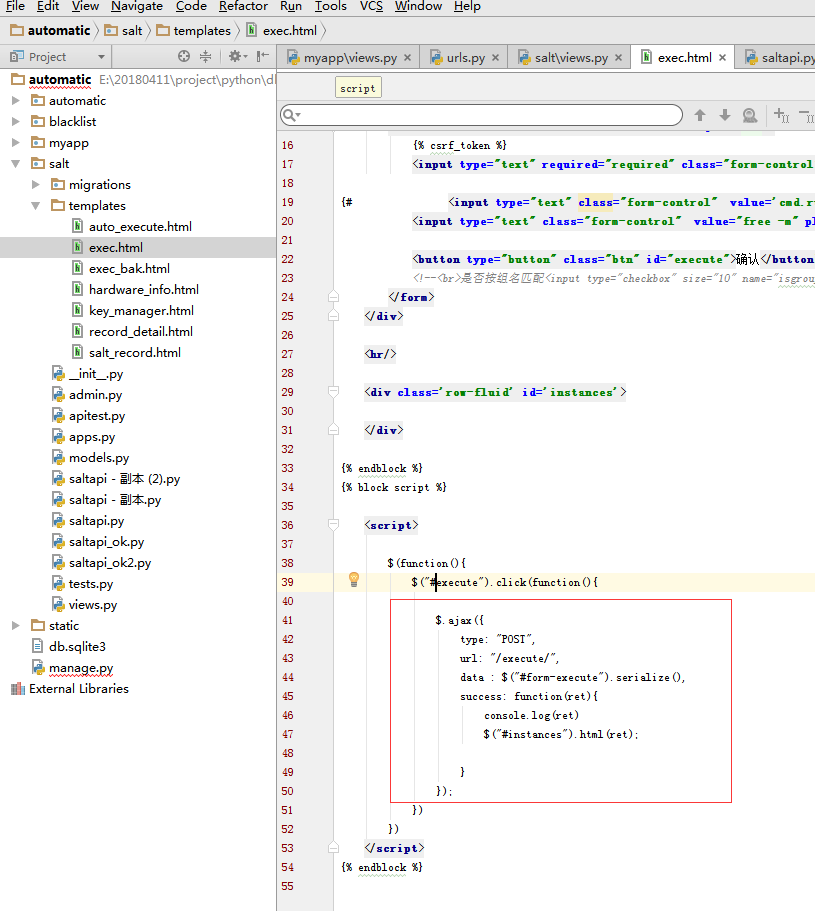 File Edit View Navigate Code Refactor Run Tools VCS Window Help
automatic salt templates exec.html
Project
myapp\views.py urls.py salt\views.py exec.html saltapi.py
automatic E:\20180411\project\python\d
automatic
blacklist
myapp
salt
migrations
templates
auto_execute.html
exec.html
exec_bak.html
hardware_info.html
key_manager.html
record_detail.html
salt_record.html
__init__.py
admin.py
apitest.py
apps.py
models.py
saltapi - 副本 (2).py
saltapi - 副本.py
saltapi.py
saltapi_ok.py
saltapi_ok2.py
tests.py
views.py
static
db.sqlite3
manage.py
External Libraries
script
16 {% csrf_token %}
17 <input type="text" required="required" class="form-control
18
19 {# <input type="text" class="form-control" value='cmd.r
20 <input type="text" class="form-control" value="free -m" pl
21
22 <button type="button" class="btn" id="execute">确认</button
23 <!--<br>是否按组名匹配<input type="checkbox" size="10" name="isgrou
24 </form>
25 </div>
26
27 <hr/>
28
29 <div class='row-fluid' id='instances'>
30
31 </div>
32
33 {% endblock %}
34 {% block script %}
35
36 <script>
37
38 $(function(){
39 $("#execute").click(function(){
40
41 $.ajax({
42 type: "POST",
43 url: "/execute/",
44 data : $("#form-execute").serialize(),
45 success: function(ret){
46 console.log(ret)
47 $("#instances").html(ret);
48
49 }
50 });
51 })
52 })
53 </script>
54 {% endblock %}
55